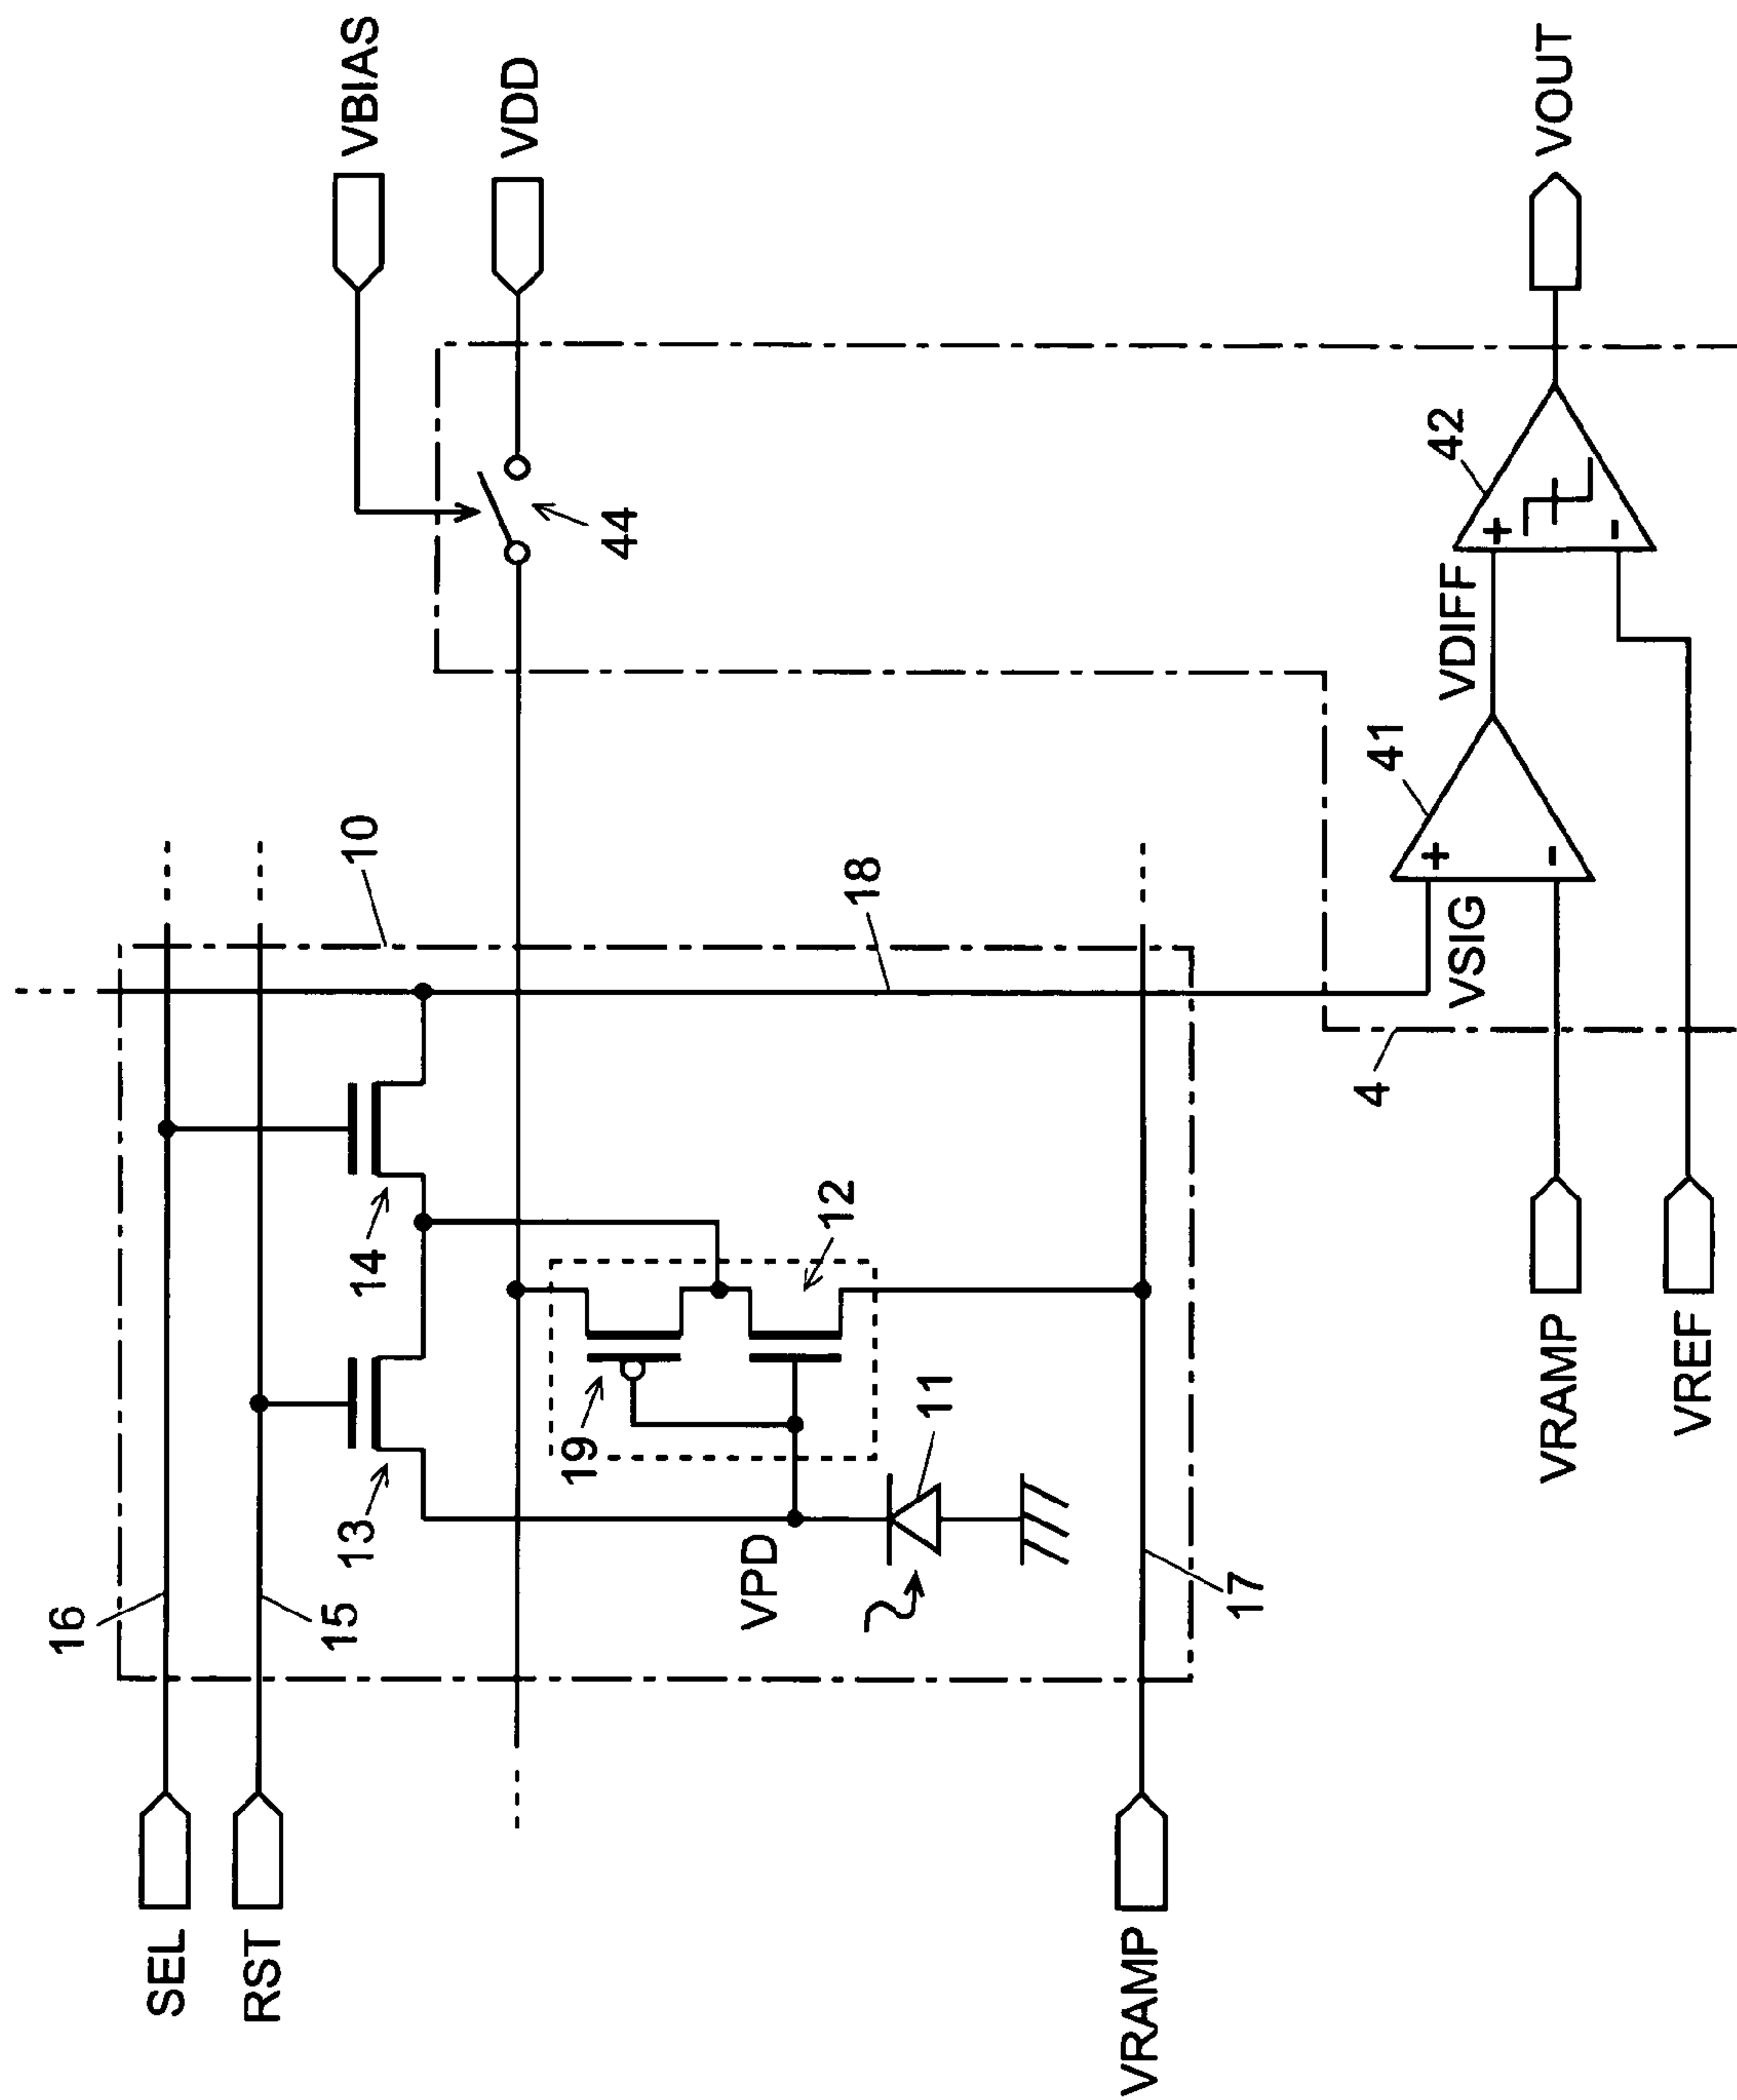 VBIAS
VDD
VOUT
44
42
+
-
VDIFF
41
+
-
VSIG
10
18
4
14
12
19
11
13
VPD
16
15
17
SEL
RST
VRAMP
VRAMP
VREF